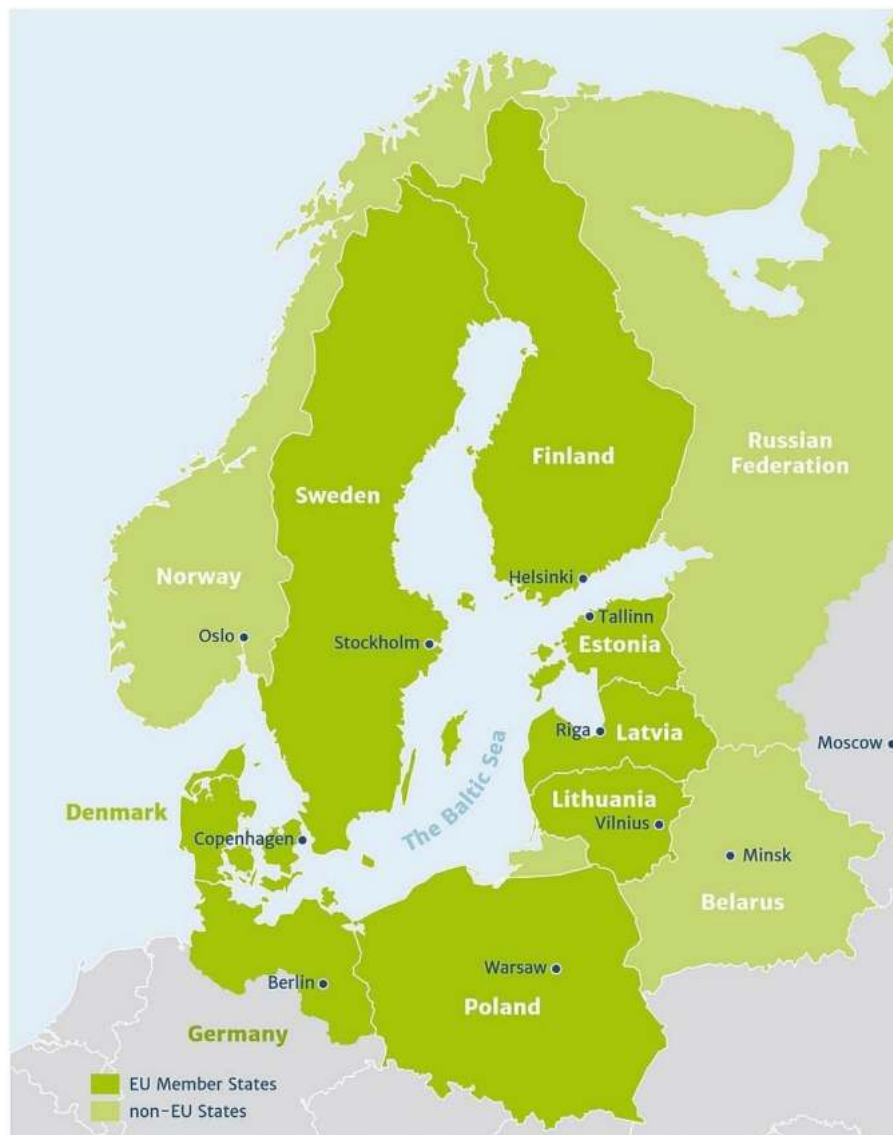 Finland
Russian
Federation
Sweden
Norway
Helsinki
Oslo
Stockholm
Tallinn
Estonia
Riga
Latvia
Moscow
The Baltic Sea
Lithuania
Denmark
Vilnius
Copenhagen
Minsk
Belarus
Warsaw
Berlin
Poland
Germany
EU Member States
non-EU States